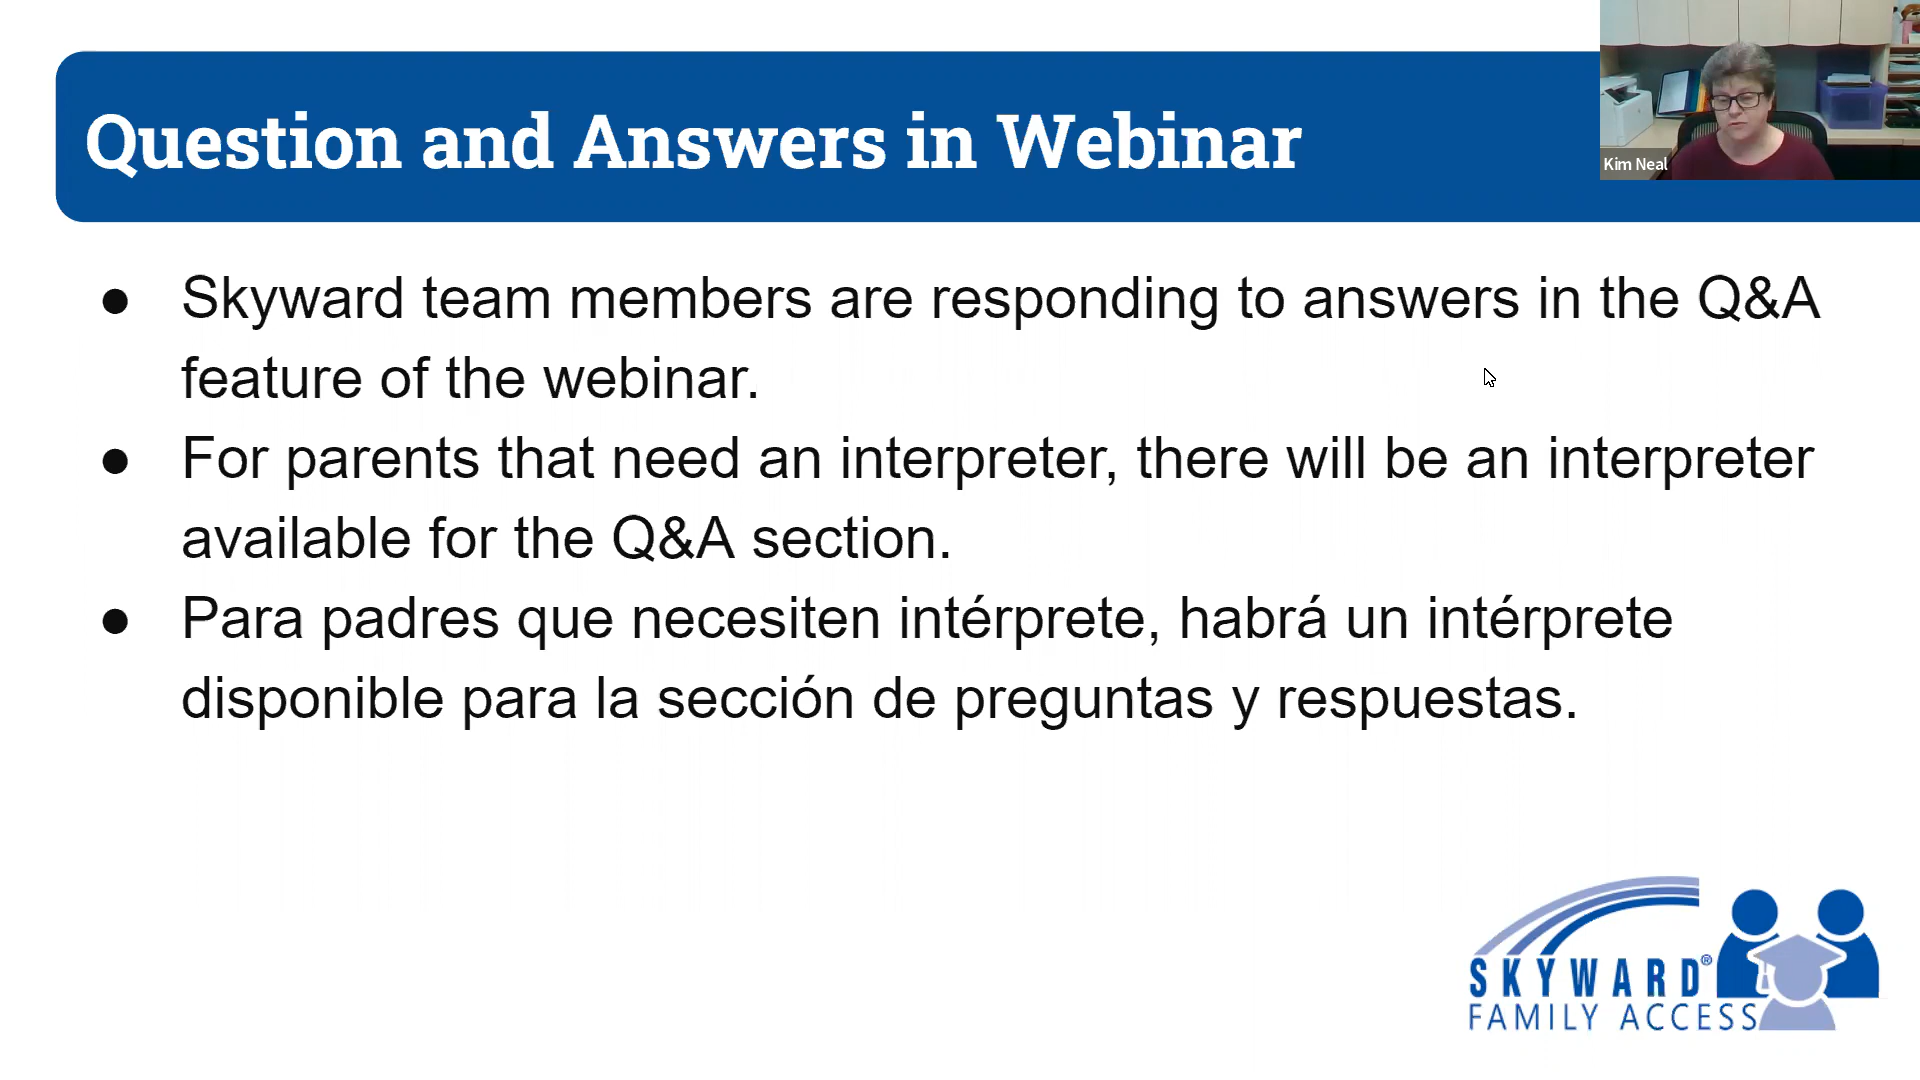 Question and Answers in Webinar
Kim Neal
● Skyward team members are responding to answers in the Q&A
feature of the webinar.
● For parents that need an interpreter, there will be an interpreter
available for the Q&A section.
● Para padres que necesiten intérprete, habrá un intérprete
disponible para la sección de preguntas y respuestas.
SKYWARD®
FAMILY ACCESS